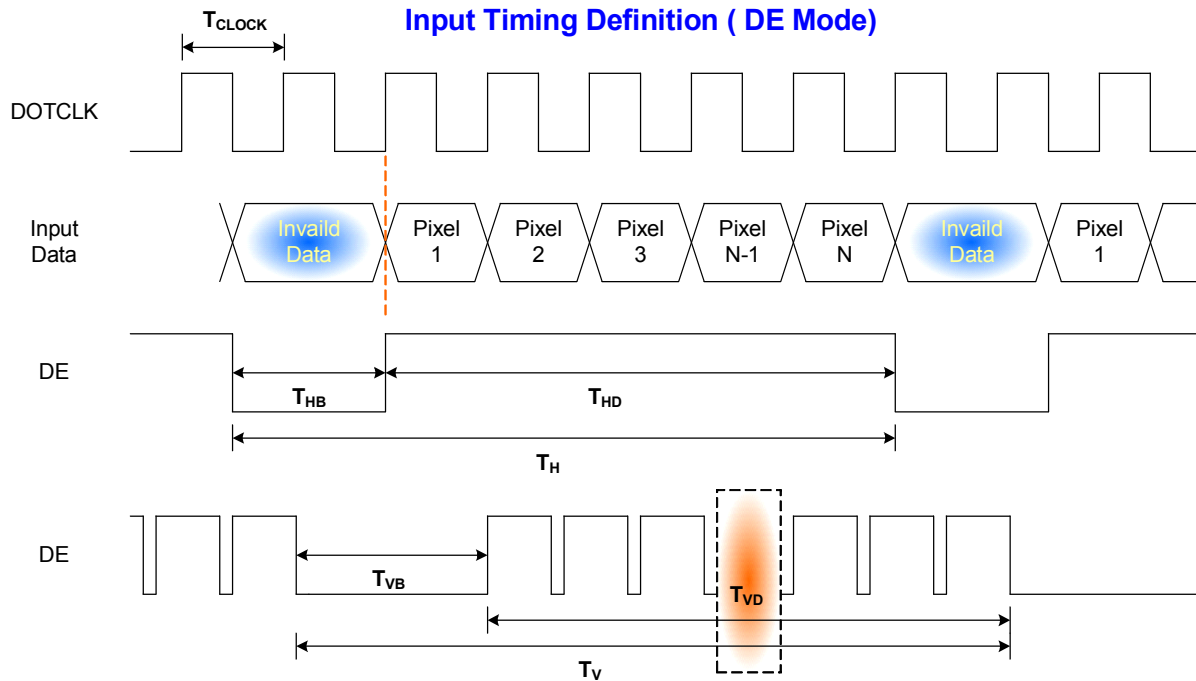 Input Timing Definition ( DE Mode)
TCLOCK
DOTCLK
Input
Data
Invaild
Data
Pixel
1
Pixel
2
Pixel
3
Pixel
N-1
Pixel
N
Invaild
Data
Pixel
1
DE
THB
THD
TH
DE
TVB
TVD
TV